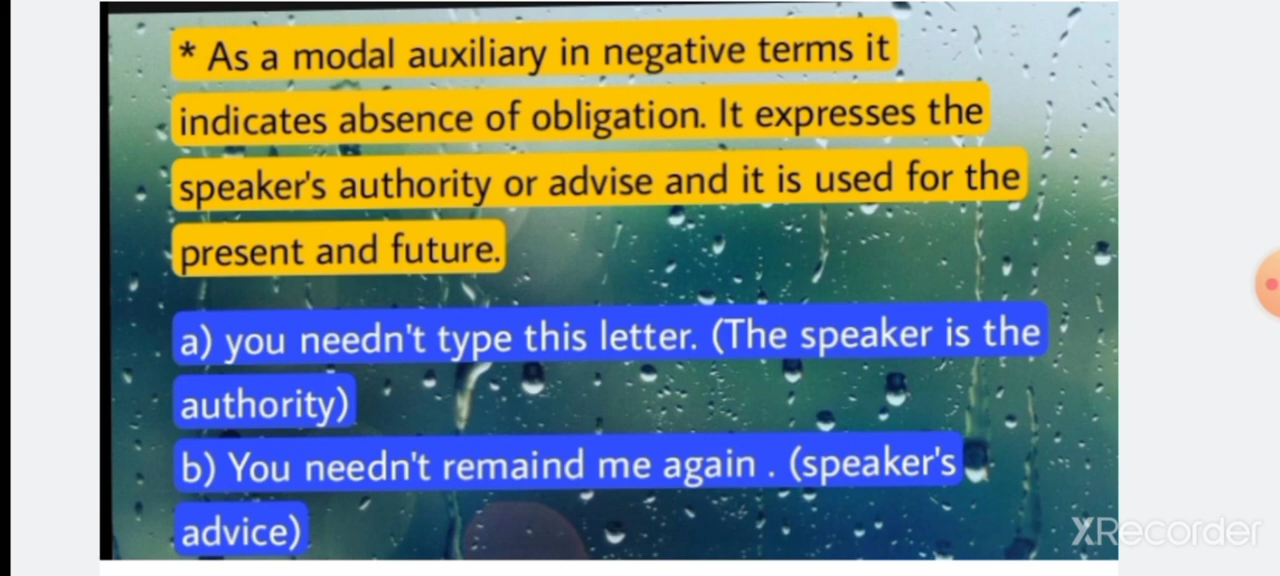 * As a modal auxiliary in negative terms it
indicates absence of obligation. It expresses the
speaker's authority or advise and it is used for the
present and future.
a) you needn't type this letter. (The speaker is the
authority)
b) You needn't remaind me again . (speaker's
advice)
XRecorder